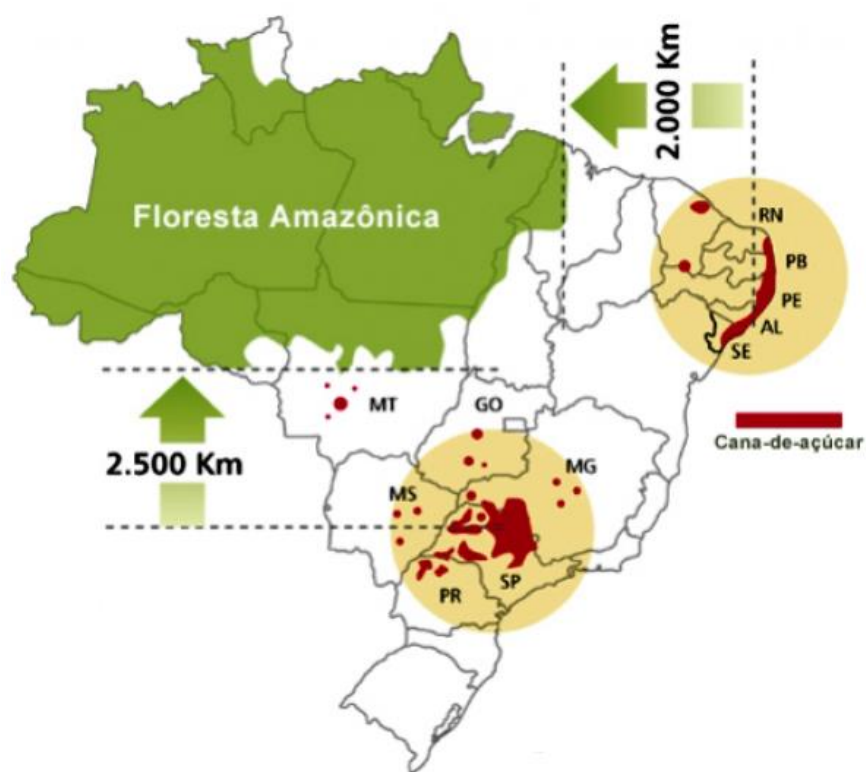 2.000 Km
Floresta Amazônica
RN
PB
PE
AL
SE
MT
GO
Cana-de-açúcar
2.500 Km
MG
MS
SP
PR